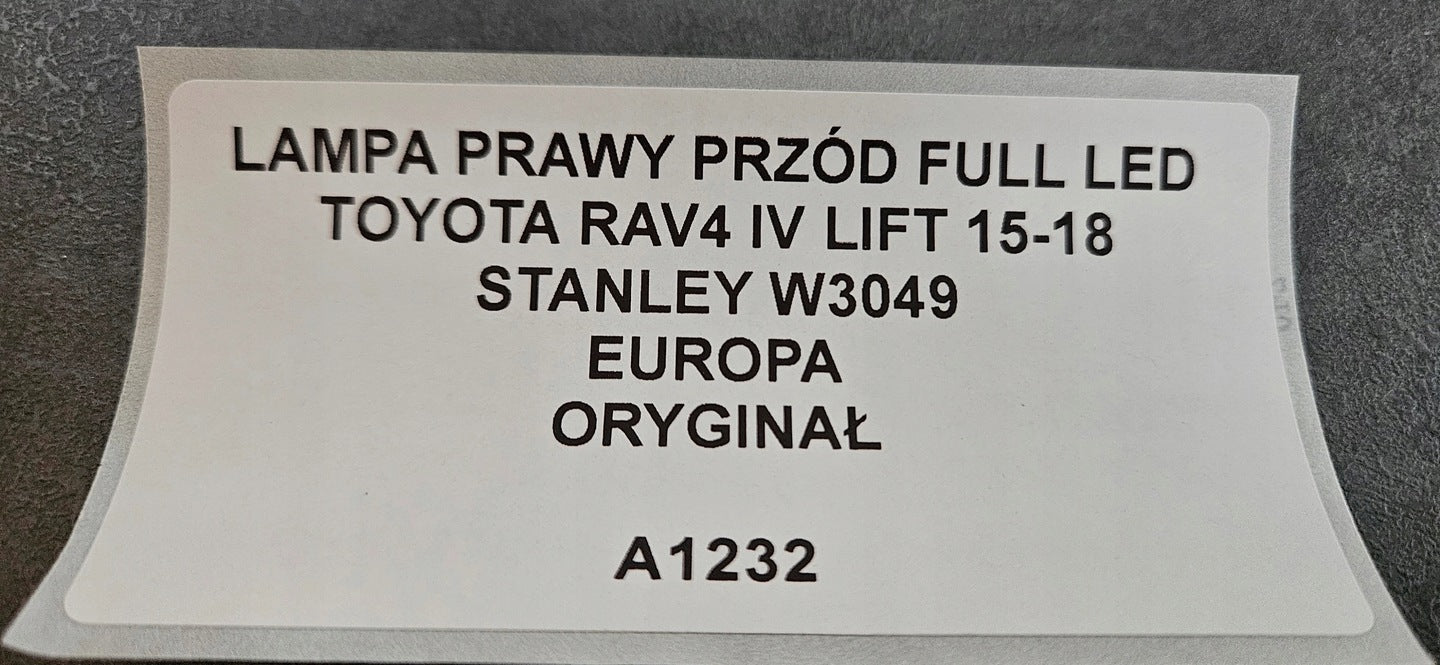 LAMPA PRAWY PRZÓD FULL LED
TOYOTA RAV4 IV LIFT 15-18
STANLEY W3049
EUROPA
ORYGINAŁ
A1232